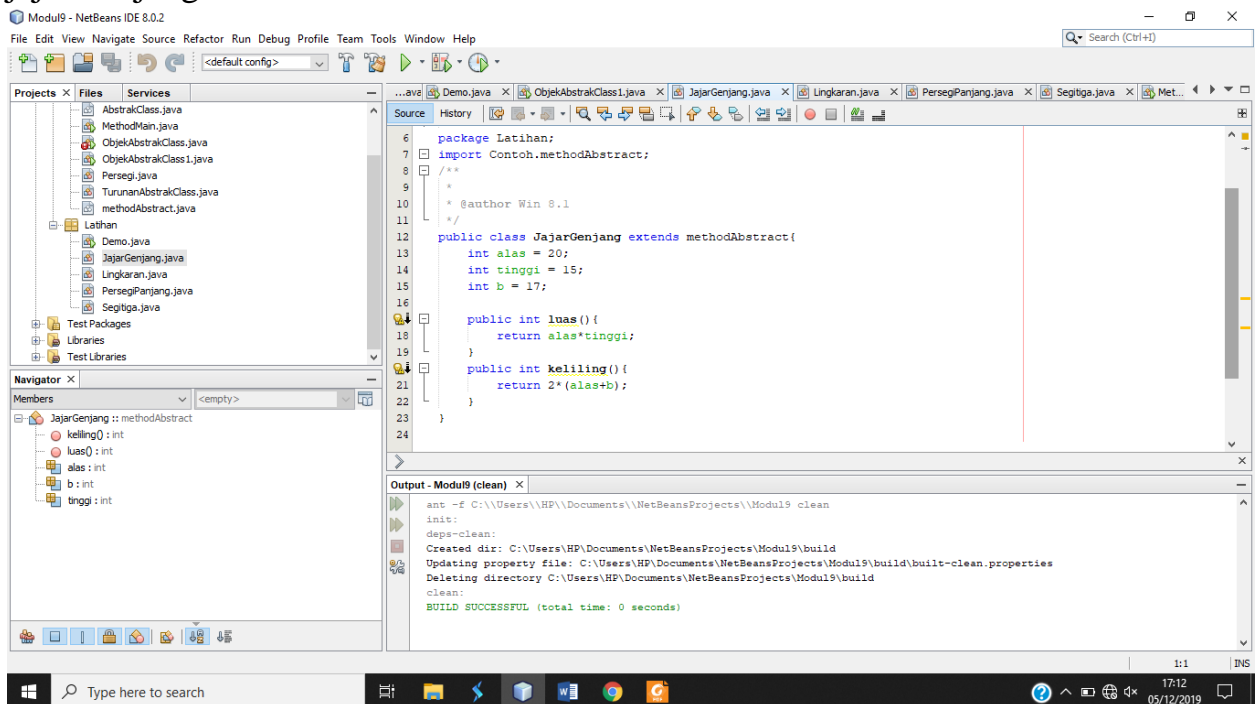 Modul9 - NetBeans IDE 8.0.2
File Edit View Navigate Source Refactor Run Debug Profile Team Tools Window Help
Search (Ctrl+I)
<default config>
Projects Files Services
AbstrakClass.java
MethodMain.java
ObjekAbstrakClass.java
ObjekAbstrakClass1.java
Persegi.java
TurunanAbstrakClass.java
methodAbstract.java
Latihan
Demo.java
JajarGenjang.java
Lingkaran.java
PersegiPanjang.java
Segitiga.java
Test Packages
Libraries
Test Libraries
Navigator
Members <empty>
JajarGenjang :: methodAbstract
keliling() : int
luas() : int
alas : int
b : int
tinggi : int
...ava Demo.java ObjekAbstrakClass1.java JajarGenjang.java Lingkaran.java PersegiPanjang.java Segitiga.java Met...
Source History
6 package Latihan;
7 import Contoh.methodAbstract;
8 /**
9 *
10 * @author Win 8.1
11 */
12 public class JajarGenjang extends methodAbstract{
13 int alas = 20;
14 int tinggi = 15;
15 int b = 17;
16
public int luas(){
18 return alas*tinggi;
19 }
public int keliling(){
21 return 2*(alas+b);
22 }
23 }
24
Output - Modul9 (clean)
ant -f C:\\Users\\HP\\Documents\\NetBeansProjects\\Modul9 clean
init:
deps-clean:
Created dir: C:\Users\HP\Documents\NetBeansProjects\Modul9\build
Updating property file: C:\Users\HP\Documents\NetBeansProjects\Modul9\build\built-clean.properties
Deleting directory C:\Users\HP\Documents\NetBeansProjects\Modul9\build
clean:
BUILD SUCCESSFUL (total time: 0 seconds)
1:1 INS
Type here to search
17:12
05/12/2019